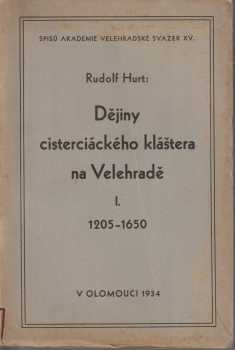 SPISŮ AKADEMIE VELEHRADSKÉ SVAZEK XV.
Rudolf Hurt:
Dějiny
cisterciáckého kláštera
na Velehradě
I.
1205-1650
V OLOMOUCI 1934